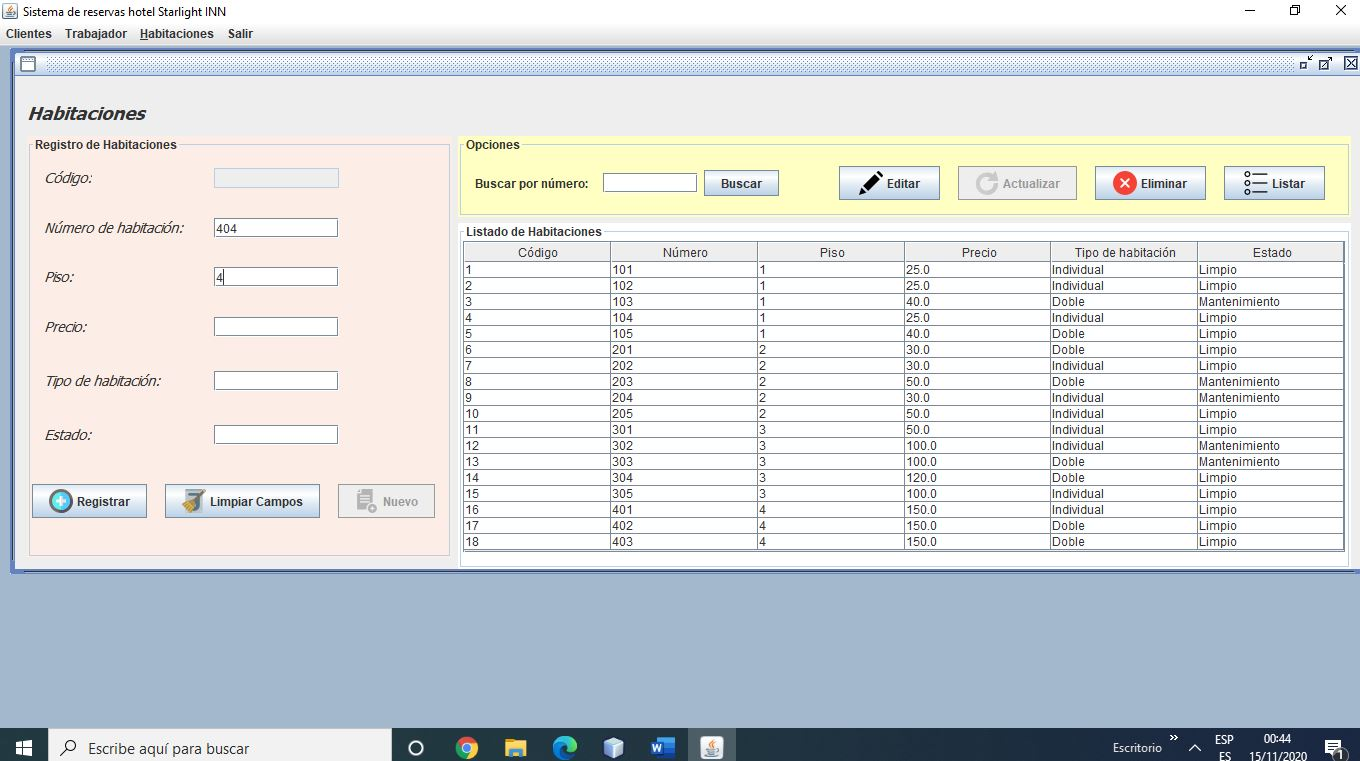 Sistema de reservas hotel Starlight INN
Clientes Trabajador Habitaciones Salir
Habitaciones
Registro de Habitaciones
Código:
Número de habitación: 404
Piso: 4
Precio:
Tipo de habitación:
Estado:
Registrar Limpiar Campos Nuevo
Opciones
Buscar por número: Buscar Editar Actualizar Eliminar Listar
Listado de Habitaciones
Código Número Piso Precio Tipo de habitación Estado
1 101 1 25.0 Individual Limpio
2 102 1 25.0 Individual Limpio
3 103 1 40.0 Doble Mantenimiento
4 104 1 25.0 Individual Limpio
5 105 1 40.0 Doble Limpio
6 201 2 30.0 Doble Limpio
7 202 2 30.0 Individual Limpio
8 203 2 50.0 Doble Mantenimiento
9 204 2 30.0 Individual Mantenimiento
10 205 2 50.0 Individual Limpio
11 301 3 50.0 Individual Limpio
12 302 3 100.0 Individual Mantenimiento
13 303 3 100.0 Doble Mantenimiento
14 304 3 120.0 Doble Limpio
15 305 3 100.0 Individual Limpio
16 401 4 150.0 Individual Limpio
17 402 4 150.0 Doble Limpio
18 403 4 150.0 Doble Limpio
Escribe aquí para buscar
Escritorio
ESP
ES
00:44
15/11/2020
1